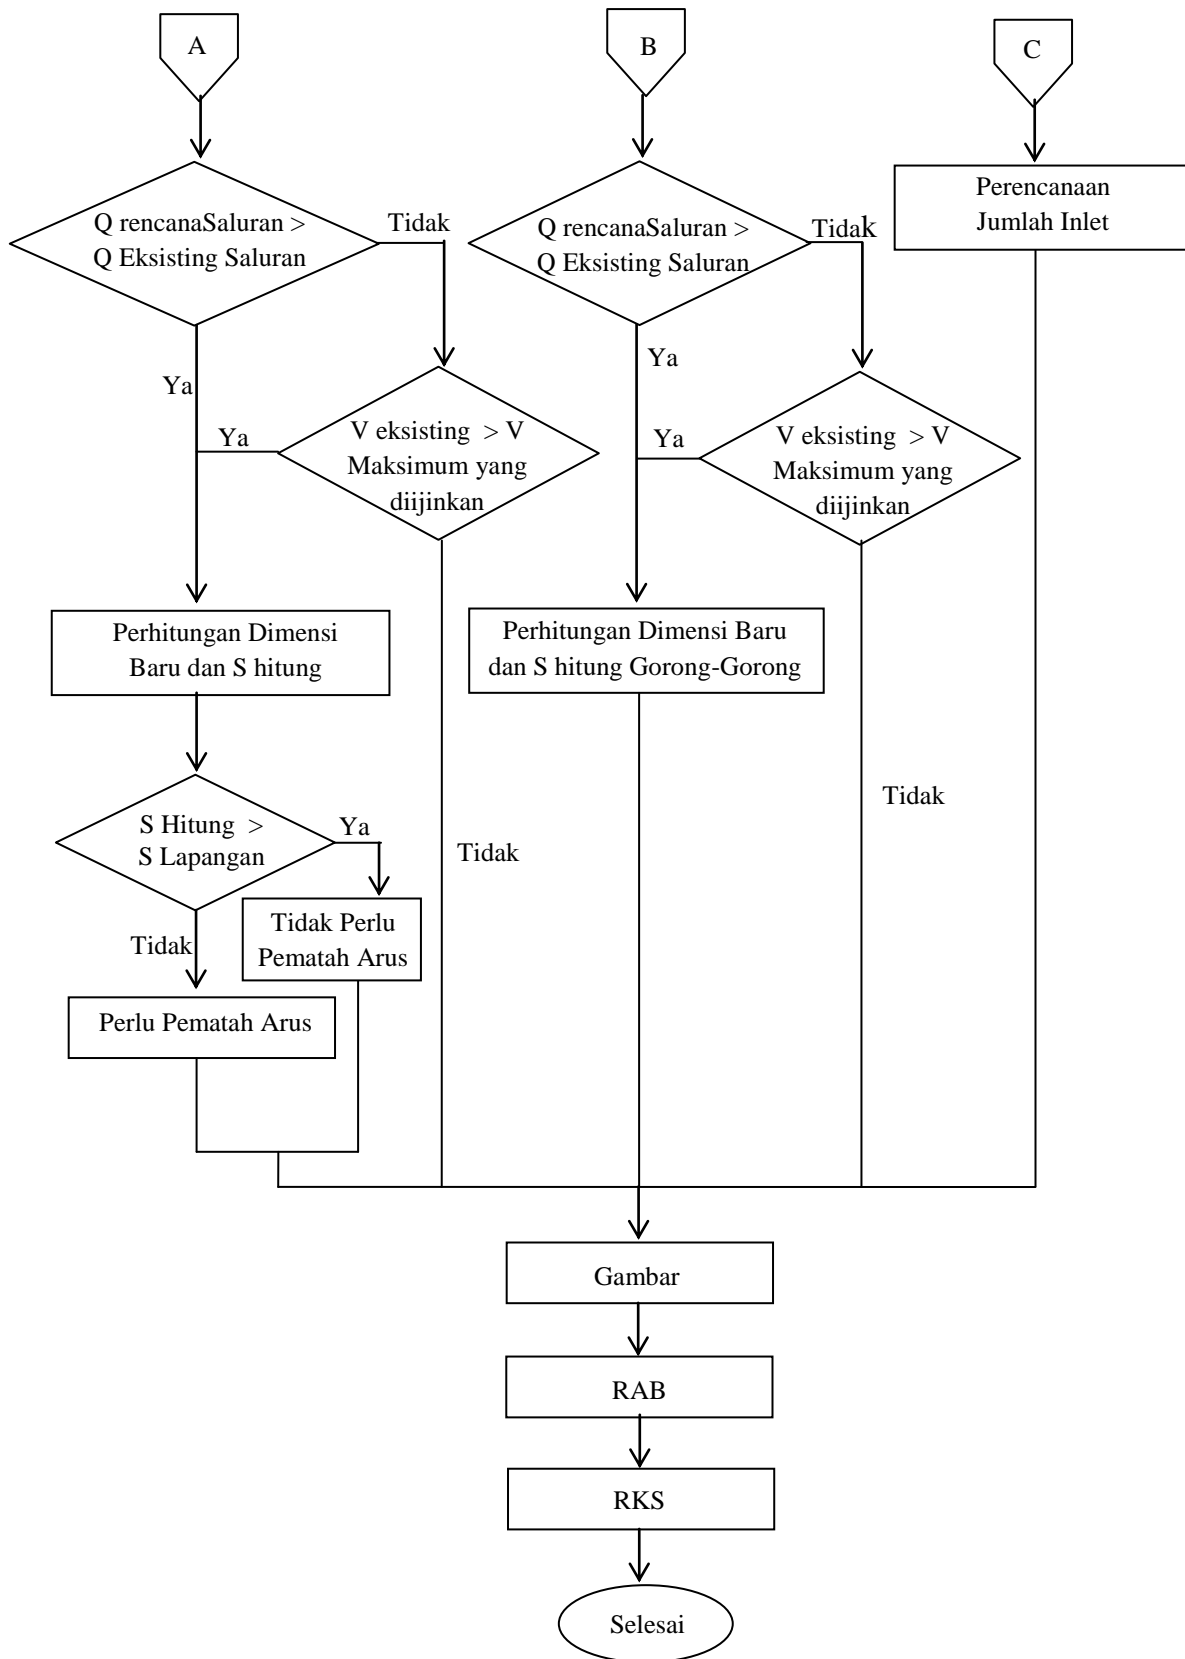 A
B
C
Q rencanaSaluran >
Q Eksisting Saluran
Tidak
Q rencanaSaluran >
Q Eksisting Saluran
Tidak
Perencanaan
Jumlah Inlet
Ya
Ya
V eksisting > V
Maksimum yang
diijinkan
Ya
Ya
V eksisting > V
Maksimum yang
diijinkan
Perhitungan Dimensi
Baru dan S hitung
Perhitungan Dimensi Baru
dan S hitung Gorong-Gorong
S Hitung >
S Lapangan
Ya
Tidak
Tidak
Tidak
Tidak Perlu
Pematah Arus
Perlu Pematah Arus
Gambar
RAB
RKS
Selesai